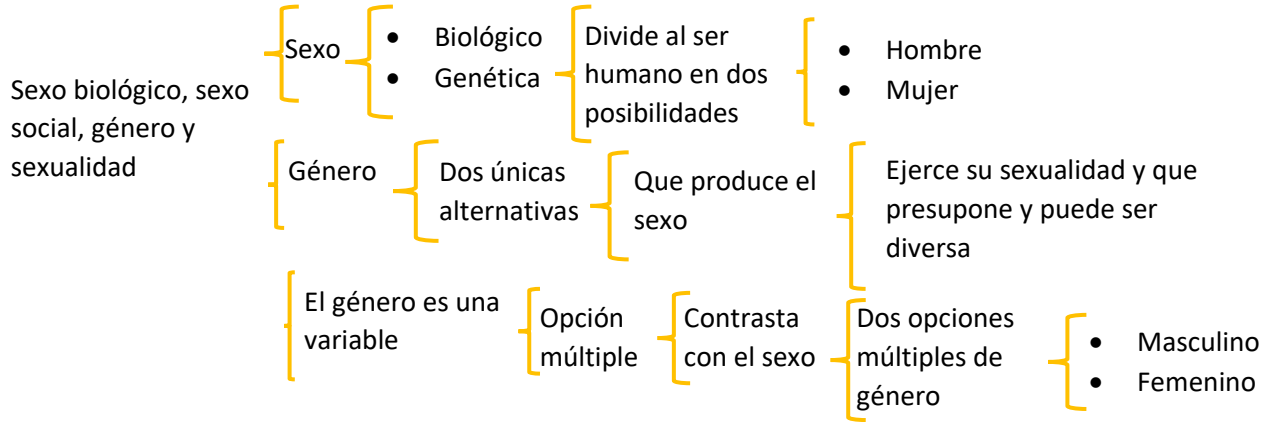 Sexo biológico, sexo
social, género y
sexualidad
Sexo
• Biológico
• Genética
Divide al ser
humano en dos
posibilidades
• Hombre
• Mujer
Género
Dos únicas
alternativas
Que produce el
sexo
Ejerce su sexualidad y que
presupone y puede ser
diversa
El género es una
variable
Opción
múltiple
Contrasta
con el sexo
Dos opciones
múltiples de
género
• Masculino
• Femenino